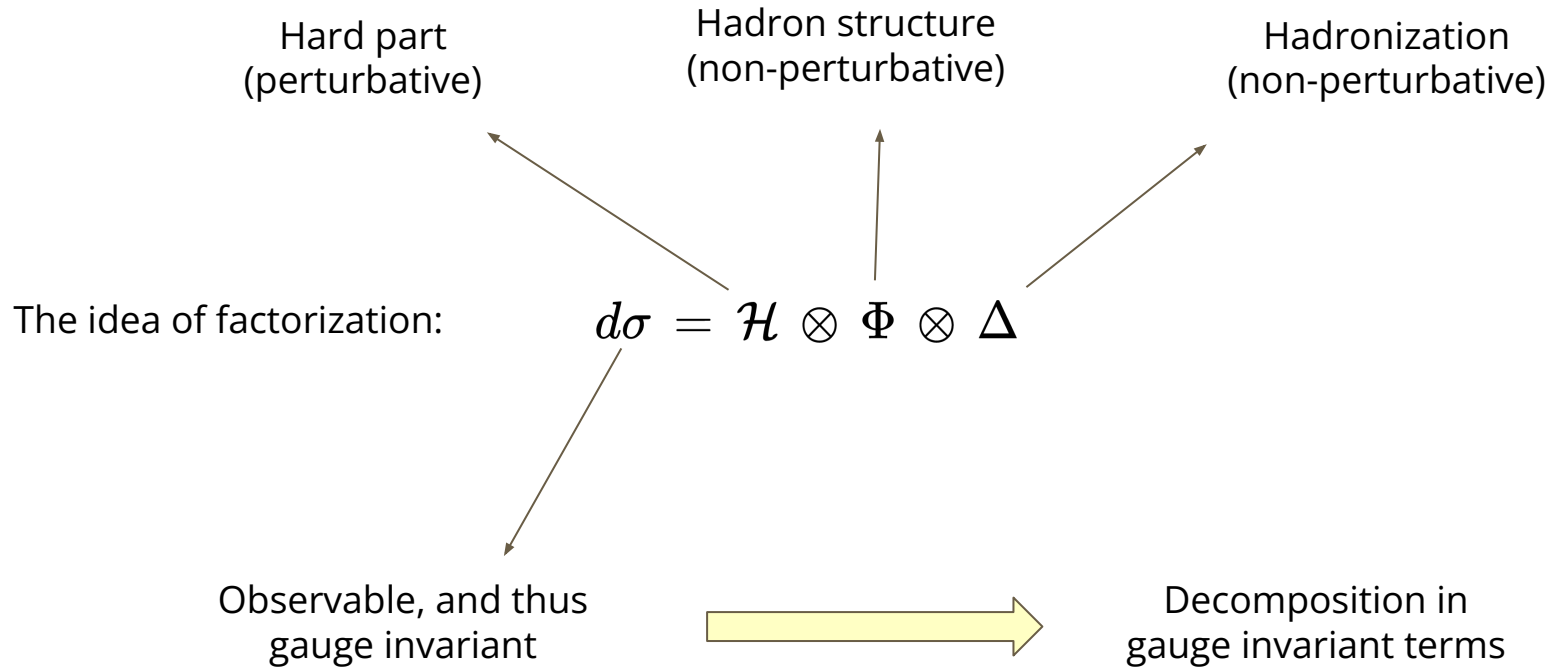 Hard part
(perturbative)
Hadron structure
(non-perturbative)
Hadronization
(non-perturbative)
The idea of factorization:
dσ = ℋ ⊗ Φ ⊗ Δ
Observable, and thus
gauge invariant
Decomposition in
gauge invariant terms